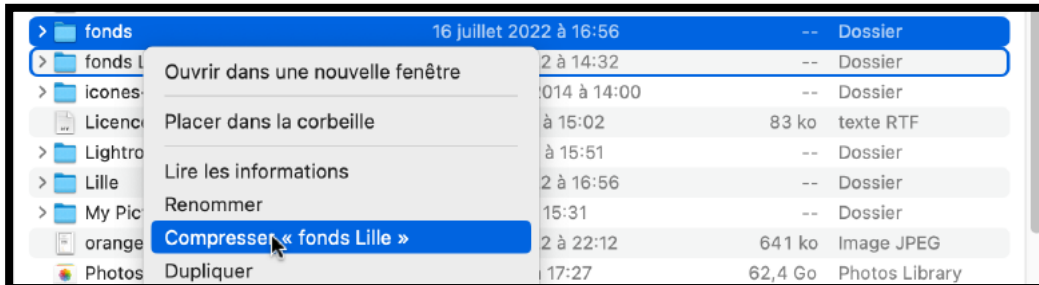 fonds 16 juillet 2022 à 16:56 -- Dossier
fonds L 2 à 14:32 -- Dossier
Ouvrir dans une nouvelle fenêtre
icones- 2014 à 14:00 -- Dossier
Licence à 15:02 83 ko texte RTF
Placer dans la corbeille
Lightro à 15:51 -- Dossier
Lire les informations
Lille 2 à 16:56 -- Dossier
Renommer
My Pic 15:31 -- Dossier
Compresser « fonds Lille »
orange 2 à 22:12 641 ko Image JPEG
Dupliquer
Photos 17:27 62,4 Go Photos Library